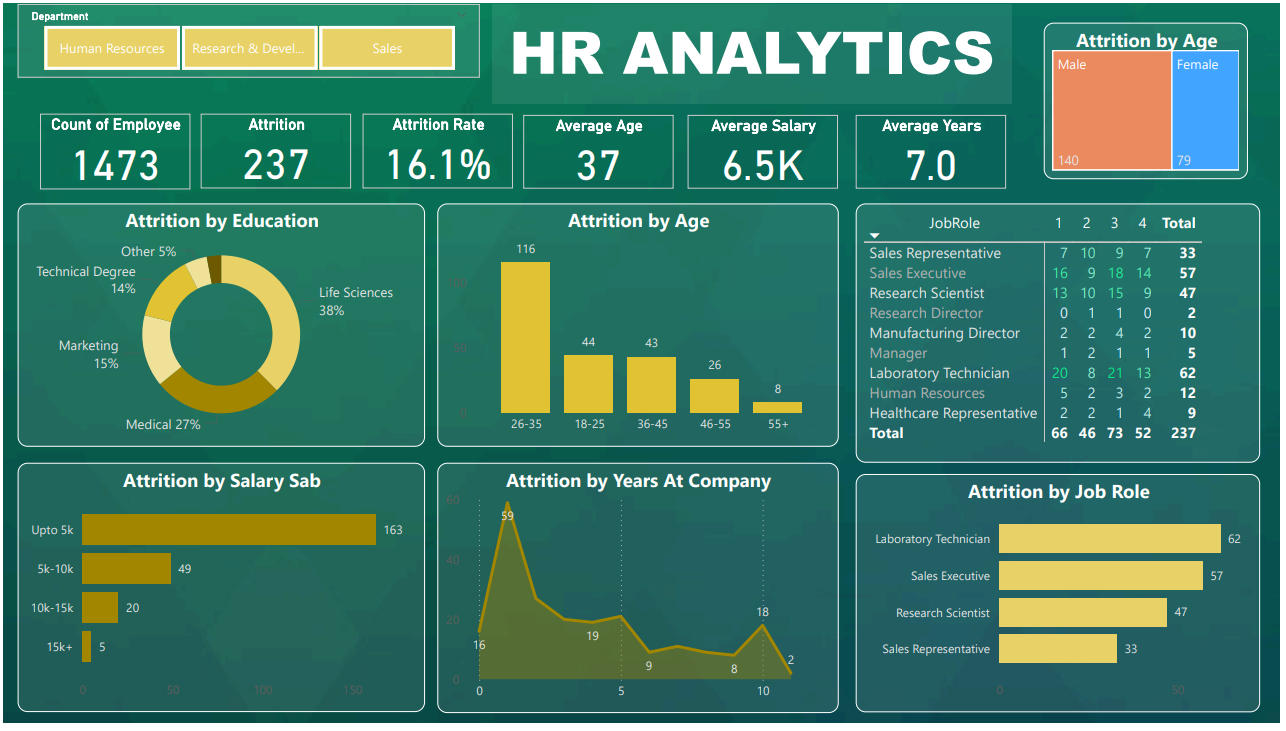 Department
Human Resources
Research & Devel...
Sales
HR ANALYTICS
Attrition by Age
Male
Female
140
79
Count of Employee
1473
Attrition
237
Attrition Rate
16.1%
Average Age
37
Average Salary
6.5K
Average Years
7.0
Attrition by Education
Other 5%
Technical Degree
14%
Life Sciences
38%
Marketing
15%
Medical 27%
Attrition by Age
100
50
0
116
44
43
26
8
26-35
18-25
36-45
46-55
55+
JobRole 1 2 3 4 Total
Sales Representative 7 10 9 7 33
Sales Executive 16 9 18 14 57
Research Scientist 13 10 15 9 47
Research Director 0 1 1 0 2
Manufacturing Director 2 2 4 2 10
Manager 1 2 1 1 5
Laboratory Technician 20 8 21 13 62
Human Resources 5 2 3 2 12
Healthcare Representative 2 2 1 4 9
Total 66 46 73 52 237
Attrition by Salary Sab
Upto 5k 163
5k-10k 49
10k-15k 20
15k+ 5
0 50 100 150
Attrition by Years At Company
60
40
20
0
16
59
19
9
8
18
2
0 5 10
Attrition by Job Role
Laboratory Technician 62
Sales Executive 57
Research Scientist 47
Sales Representative 33
0 50